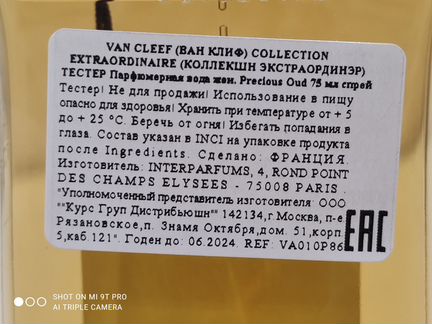 VAN CLEEF (ВАН КЛИФ) COLLECTION
EXTRAORDINAIRE (КОЛЛЕКШН ЭКСТРАОРДИНЭР)
ТЕСТЕР Парфюмерная вода жен. Precious Oud 75 мл спрей
Тестер! Не для продажи! Использование в пищу
опасно для здоровья! Хранить при температуре от + 5
до + 25 °C. Беречь от огня! Избегать попадания в
глаза. Состав указан в INCI на упаковке продукта
после Ingredients. Сделано: ФРАНЦИЯ.
Изготовитель: INTERPARFUMS, 4, ROND POINT
DES CHAMPS ELYSEES - 75008 PARIS.
"Уполномоченный представитель изготовителя: ООО
""Курс Груп Дистрибьюшн"" 142134, г. Москва, п-е
Рязановское, п. Знамя Октября, дом. 51, корп.
5, каб. 121". Годен до: 06.2024. REF: VA010P86
EAC
SHOT ON MI 9T PRO
AI TRIPLE CAMERA